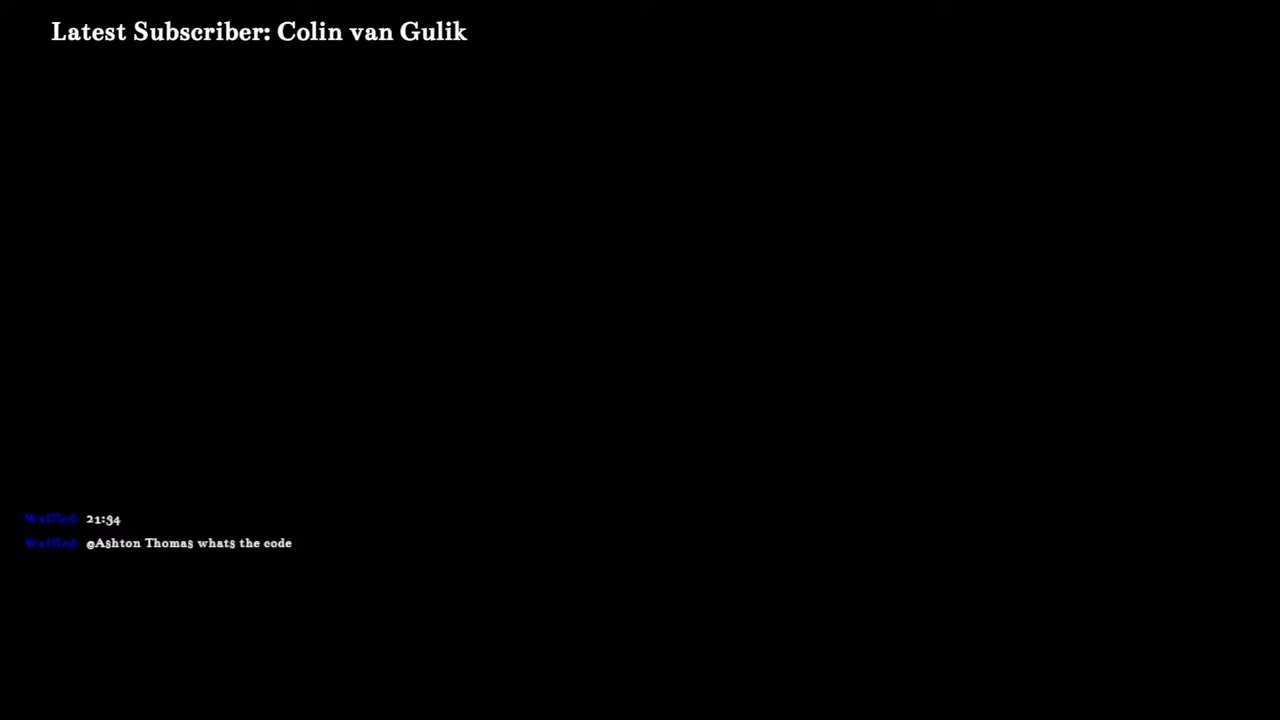 Latest Subscriber: Colin van Gulik
Waffled: 21:34
Waffled: @Ashton Thomas whats the code